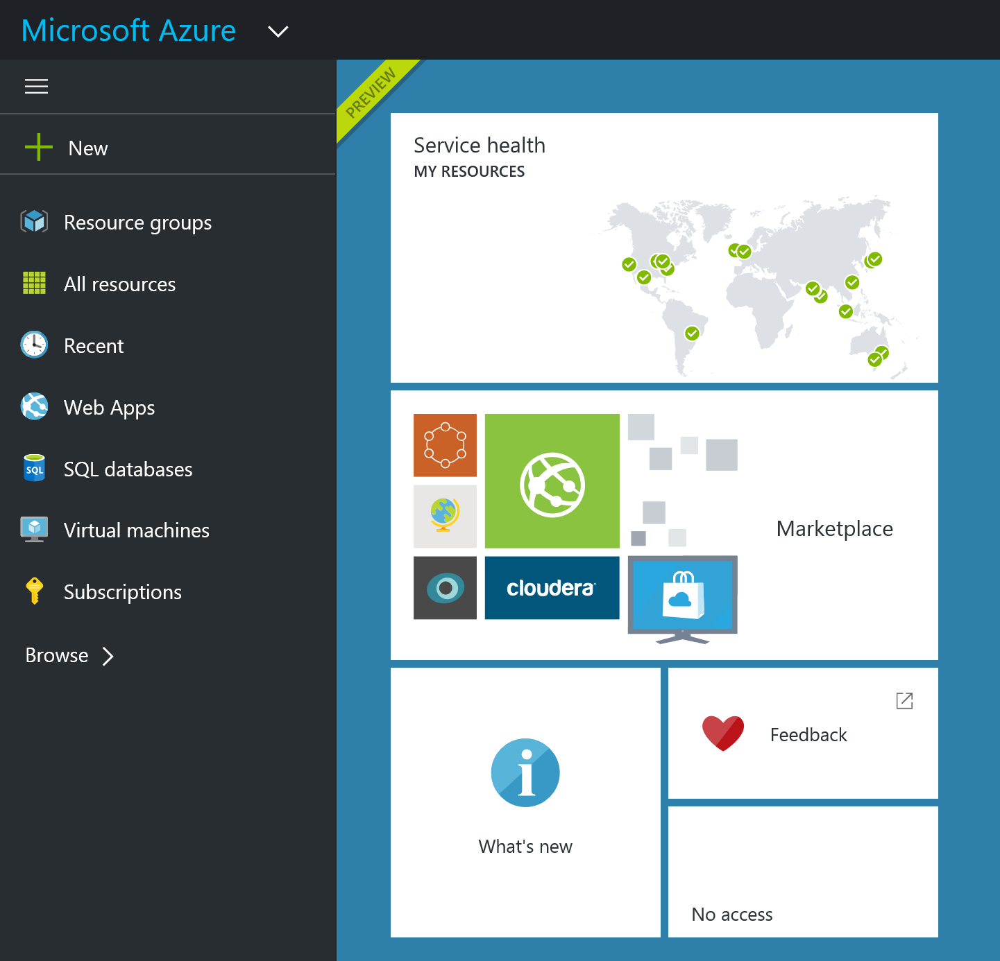 Microsoft Azure
PREVIEW
New
Service health
MY RESOURCES
Resource groups
All resources
Recent
Web Apps
SQL
SQL databases
Virtual machines
Subscriptions
Browse
Marketplace
cloudera
Feedback
What's new
No access